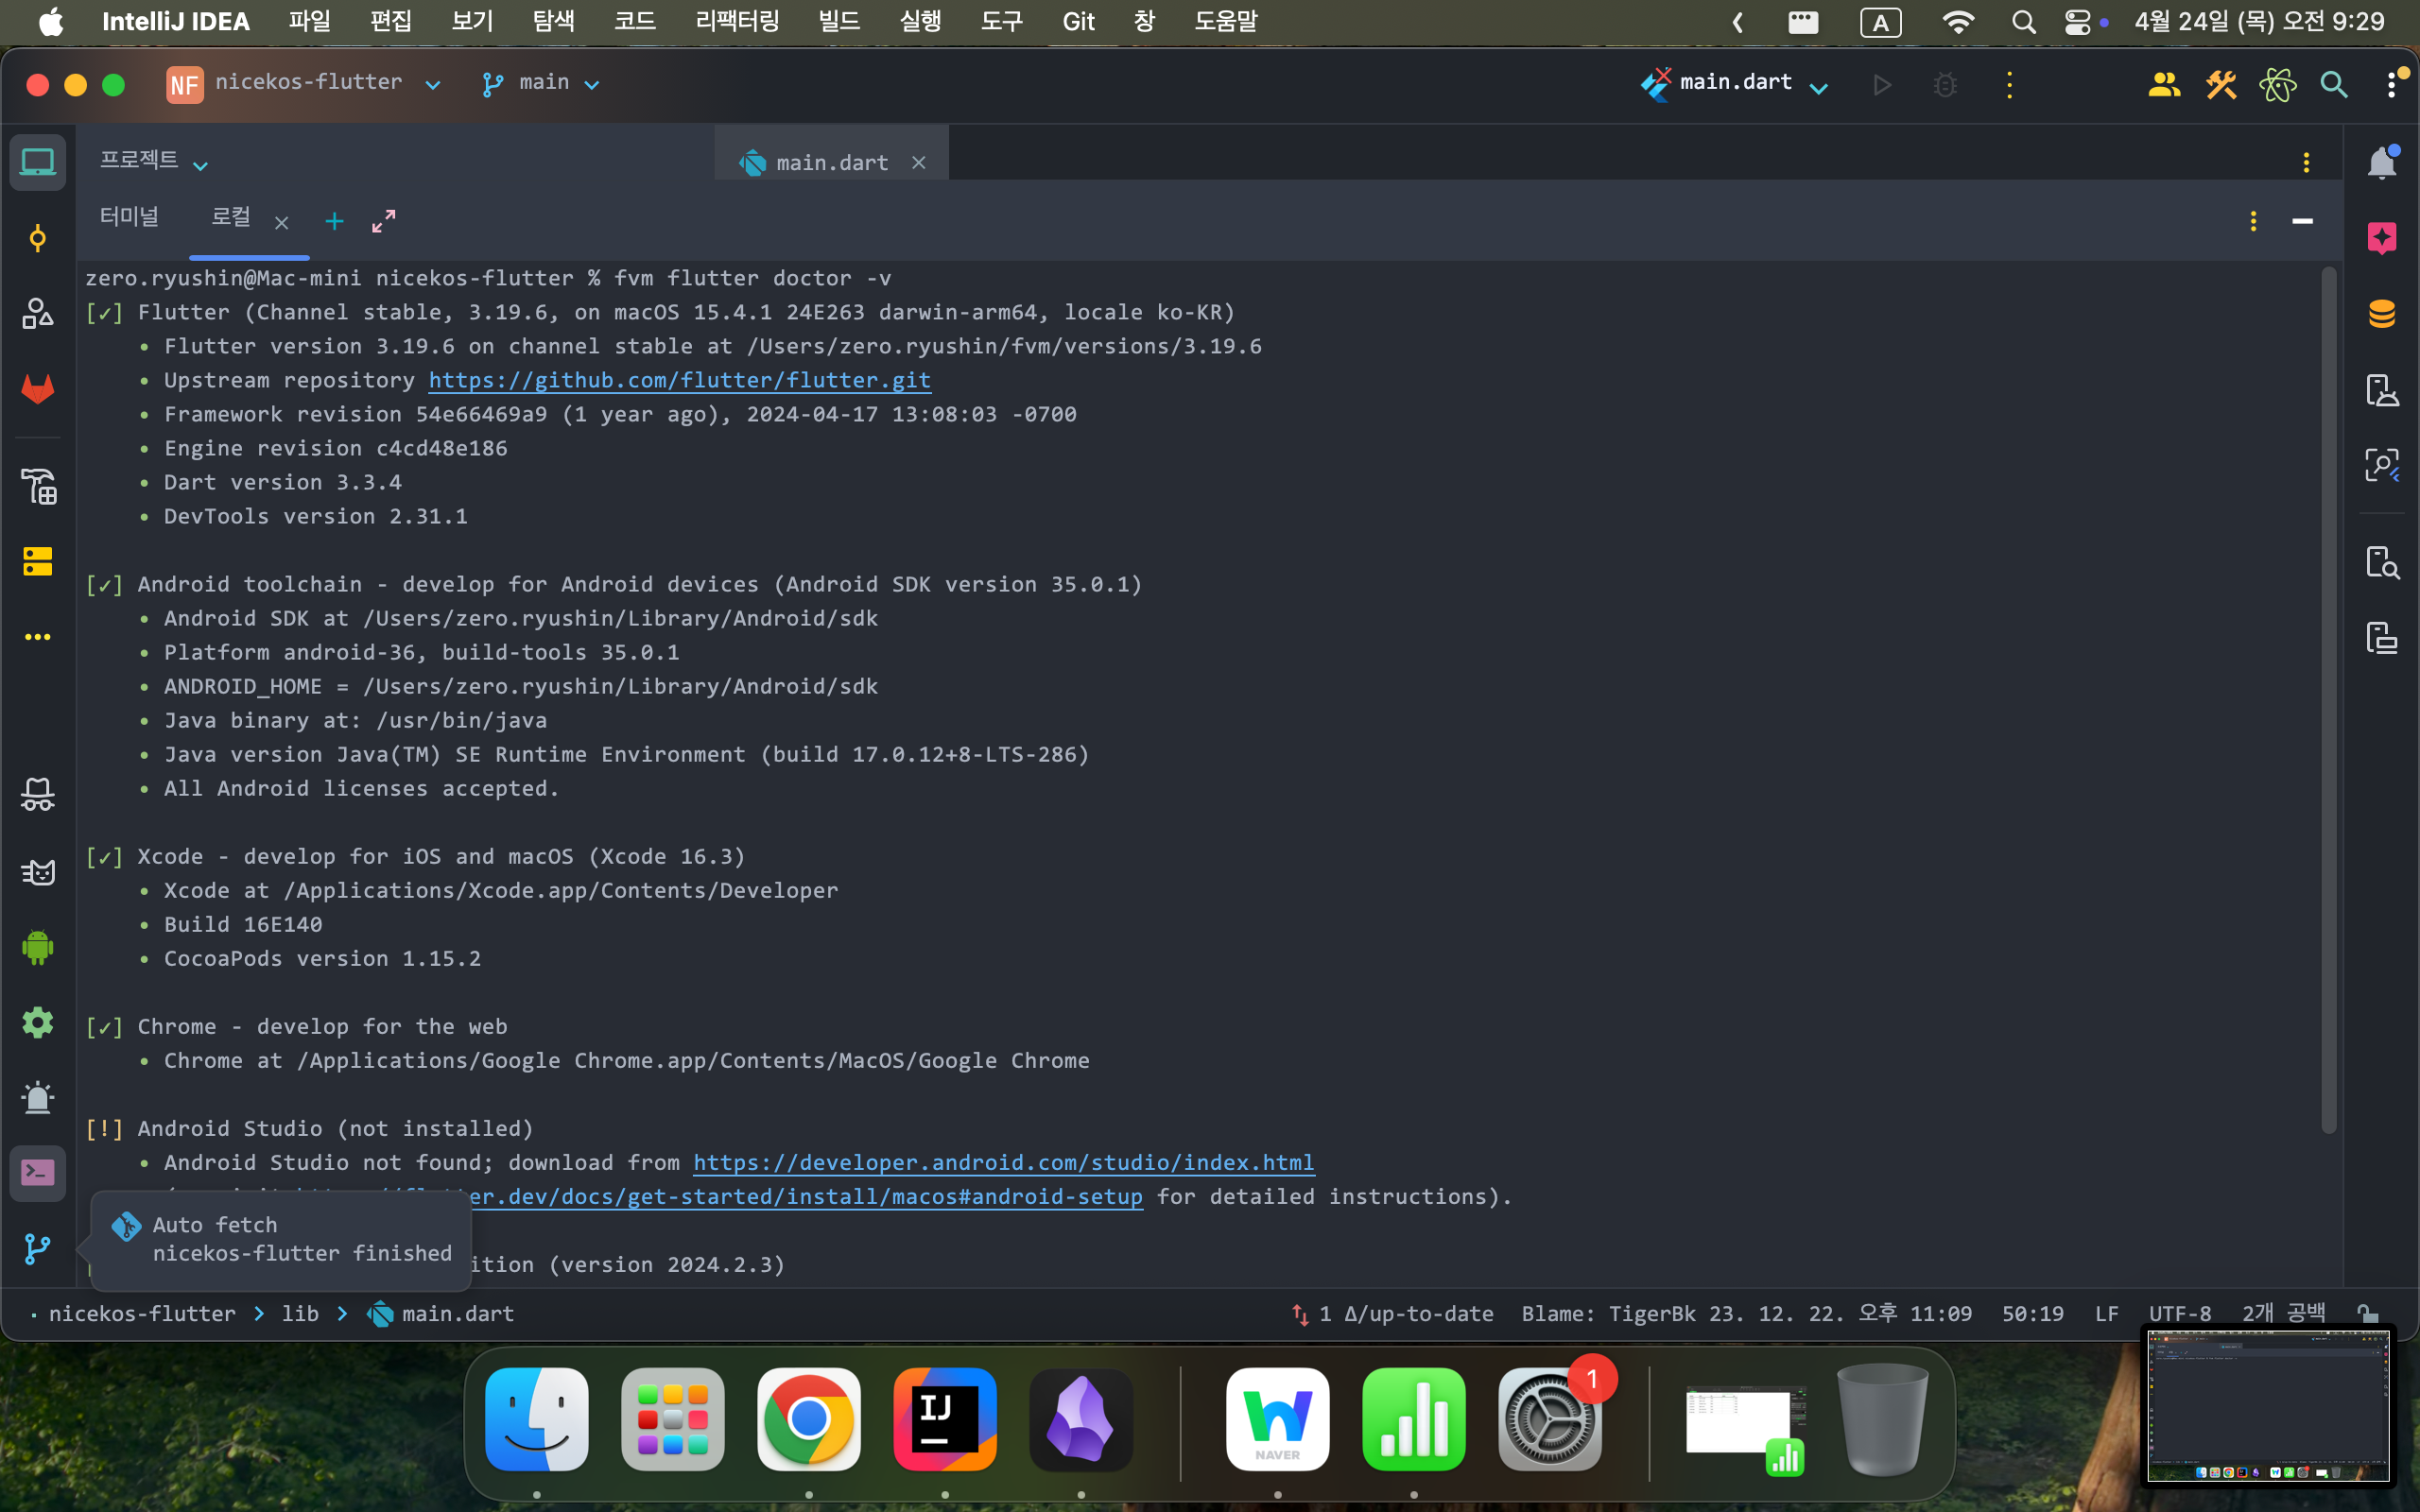 IntelliJ IDEA 파일 편집 보기 탐색 코드 리팩터링 빌드 실행 도구 Git 창 도움말 A 4월 24일 (목) 오전 9:29
NF nicekos-flutter main main.dart
프로젝트 main.dart
터미널 로컬
zero.ryushin@Mac-mini nicekos-flutter % fvm flutter doctor -v
[✓] Flutter (Channel stable, 3.19.6, on macOS 15.4.1 24E263 darwin-arm64, locale ko-KR)
• Flutter version 3.19.6 on channel stable at /Users/zero.ryushin/fvm/versions/3.19.6
• Upstream repository https://github.com/flutter/flutter.git
• Framework revision 54e66469a9 (1 year ago), 2024-04-17 13:08:03 -0700
• Engine revision c4cd48e186
• Dart version 3.3.4
• DevTools version 2.31.1
[✓] Android toolchain - develop for Android devices (Android SDK version 35.0.1)
• Android SDK at /Users/zero.ryushin/Library/Android/sdk
• Platform android-36, build-tools 35.0.1
• ANDROID_HOME = /Users/zero.ryushin/Library/Android/sdk
• Java binary at: /usr/bin/java
• Java version Java(TM) SE Runtime Environment (build 17.0.12+8-LTS-286)
• All Android licenses accepted.
[✓] Xcode - develop for iOS and macOS (Xcode 16.3)
• Xcode at /Applications/Xcode.app/Contents/Developer
• Build 16E140
• CocoaPods version 1.15.2
[✓] Chrome - develop for the web
• Chrome at /Applications/Google Chrome.app/Contents/MacOS/Google Chrome
[!] Android Studio (not installed)
• Android Studio not found; download from https://developer.android.com/studio/index.html
er.dev/docs/get-started/install/macos#android-setup for detailed instructions).
Auto fetch
nicekos-flutter finished
ition (version 2024.2.3)
nicekos-flutter > lib > main.dart 1 Δ/up-to-date Blame: TigerBk 23. 12. 22. 오후 11:09 50:19 LF UTF-8 2개 공백
IJ
NAVER
1